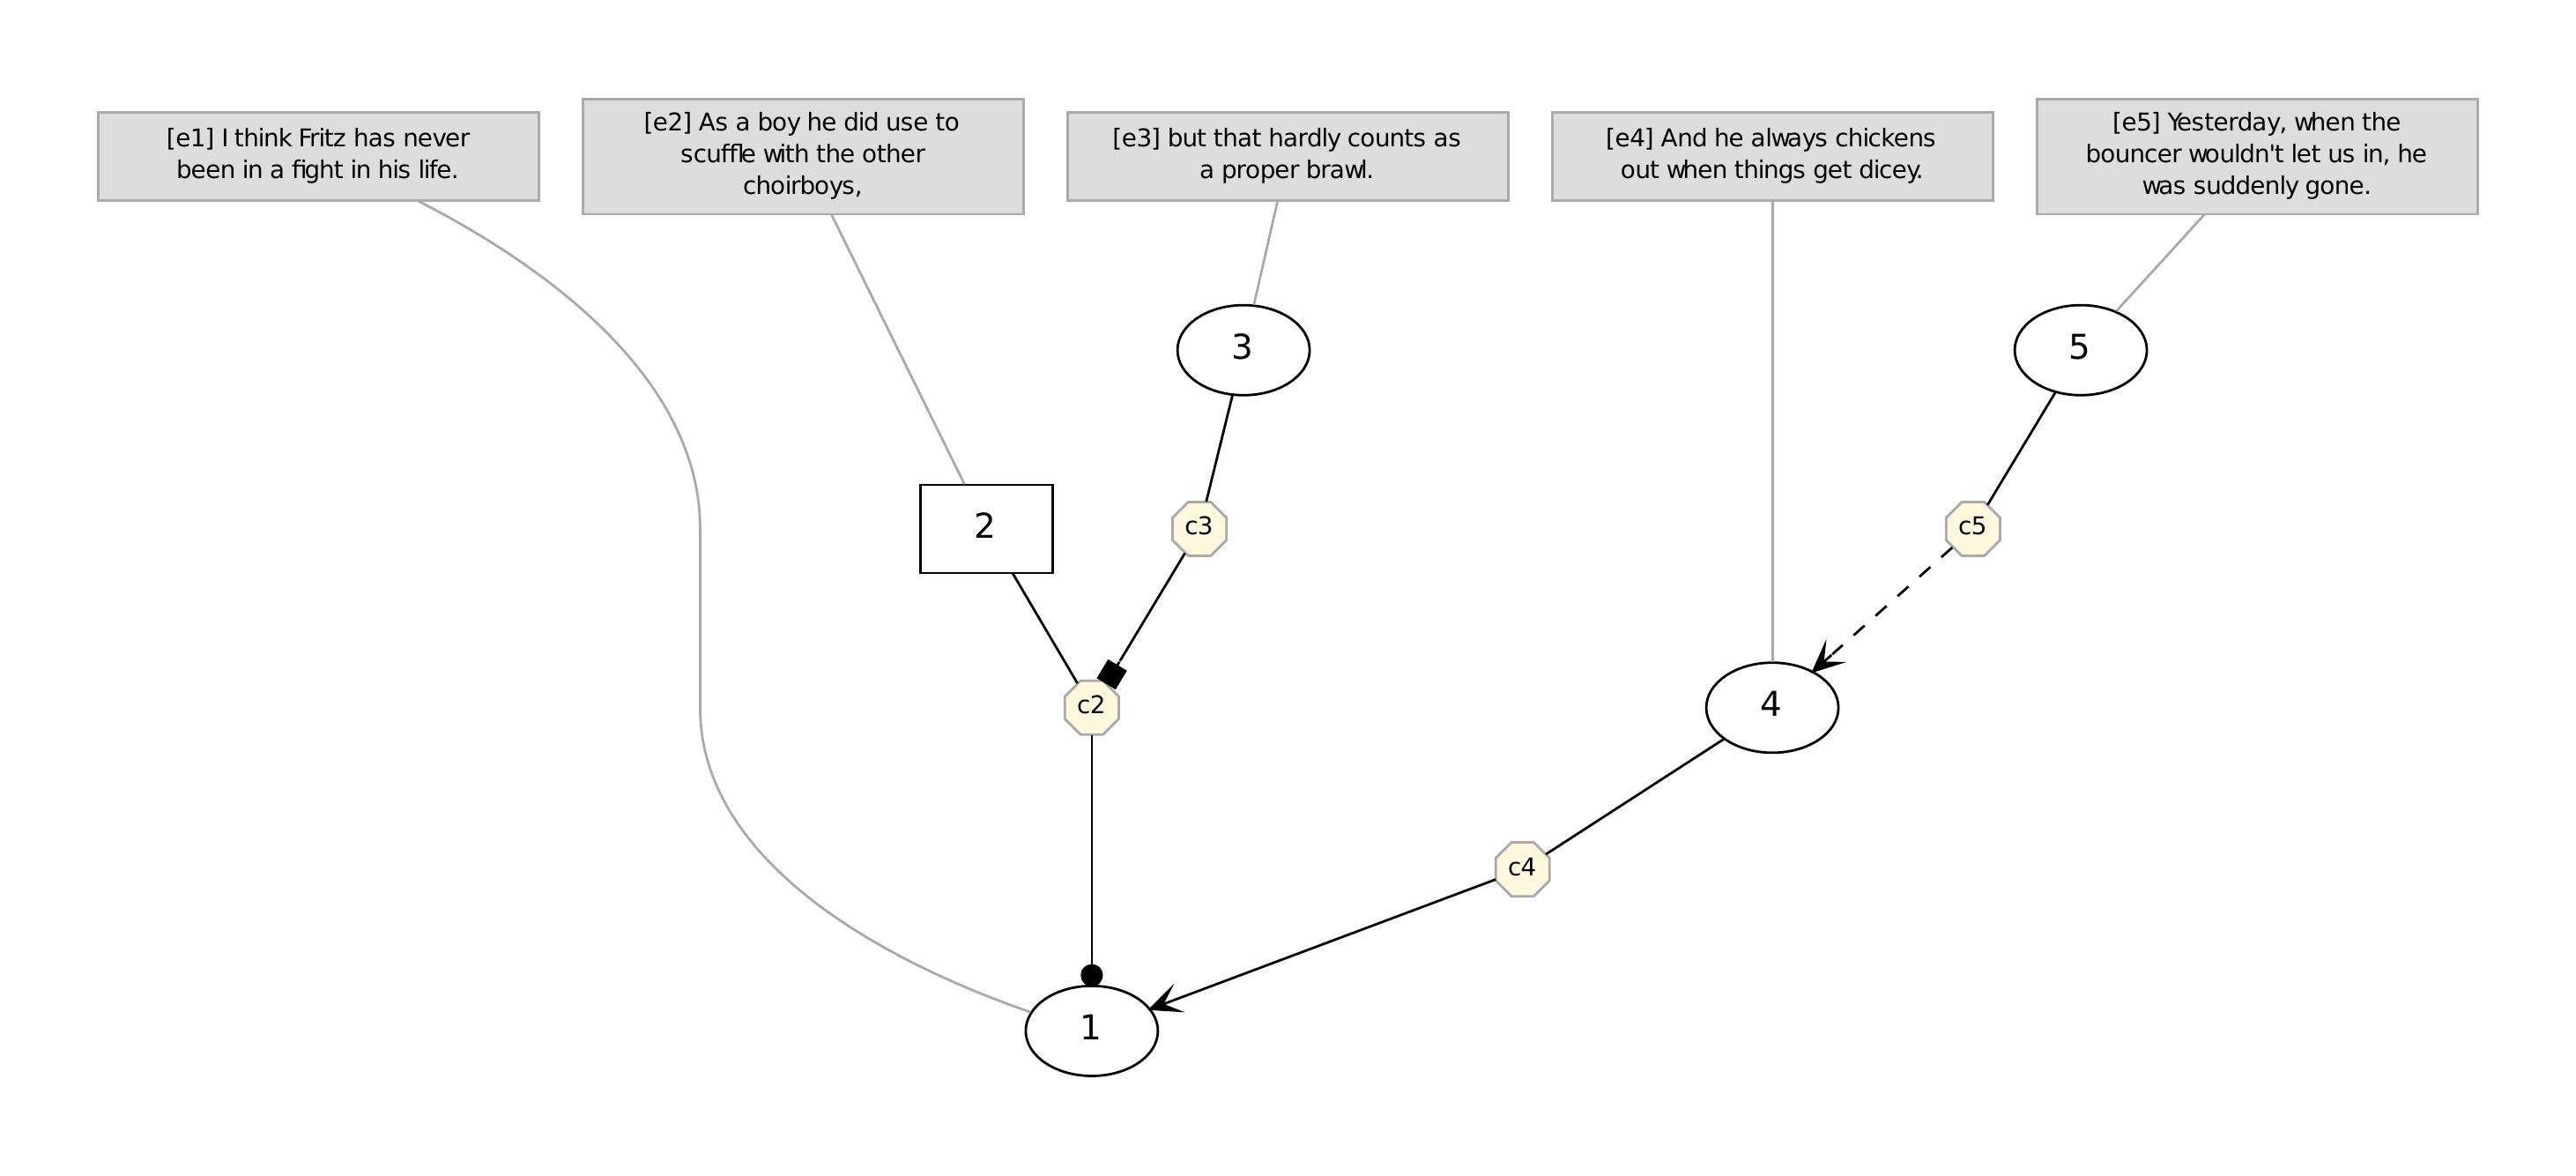 [e1] I think Fritz has never
been in a fight in his life.
[e2] As a boy he did use to
scuffle with the other
choirboys,
[e3] but that hardly counts as
a proper brawl.
[e4] And he always chickens
out when things get dicey.
[e5] Yesterday, when the
bouncer wouldn't let us in, he
was suddenly gone.
3
5
2
c3
c5
c2
4
c4
1